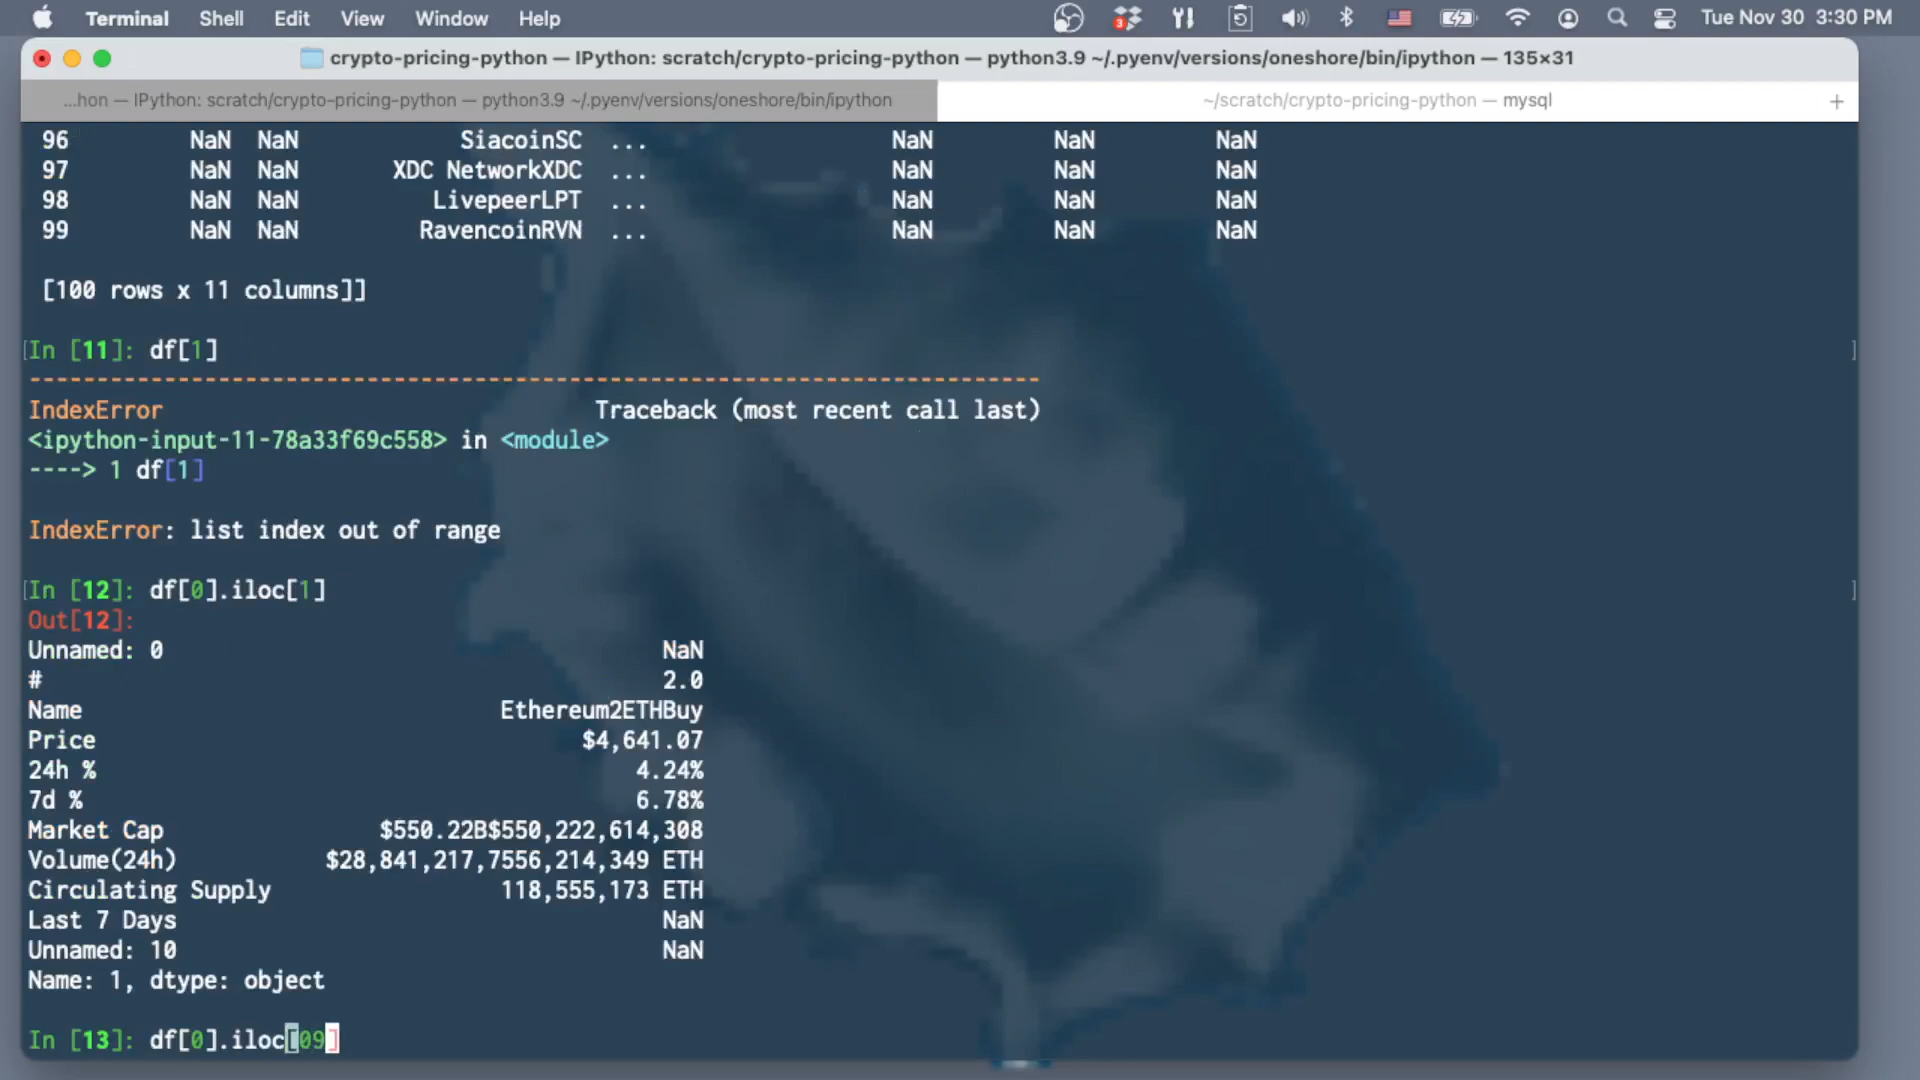 Terminal Shell Edit View Window Help 3 Tue Nov 30 3:30 PM
crypto-pricing-python — IPython: scratch/crypto-pricing-python — python3.9 ~/.pyenv/versions/oneshore/bin/ipython — 135×31
...hon — IPython: scratch/crypto-pricing-python — python3.9 ~/.pyenv/versions/oneshore/bin/ipython ~/scratch/crypto-pricing-python — mysql +
96 NaN NaN SiacoinSC ... NaN NaN NaN
97 NaN NaN XDC NetworkXDC ... NaN NaN NaN
98 NaN NaN LivepeerLPT ... NaN NaN NaN
99 NaN NaN RavencoinRVN ... NaN NaN NaN
[100 rows x 11 columns]]
[In [11]: df[1] ]
---------------------------------------------------------------------------
IndexError Traceback (most recent call last)
<ipython-input-11-78a33f69c558> in <module>
----> 1 df[1]
IndexError: list index out of range
[In [12]: df[0].iloc[1] ]
Out[12]:
Unnamed: 0 NaN
# 2.0
Name Ethereum2ETHBuy
Price $4,641.07
24h % 4.24%
7d % 6.78%
Market Cap $550.22B$550,222,614,308
Volume(24h) $28,841,217,7556,214,349 ETH
Circulating Supply 118,555,173 ETH
Last 7 Days NaN
Unnamed: 10 NaN
Name: 1, dtype: object
In [13]: df[0].iloc[09]